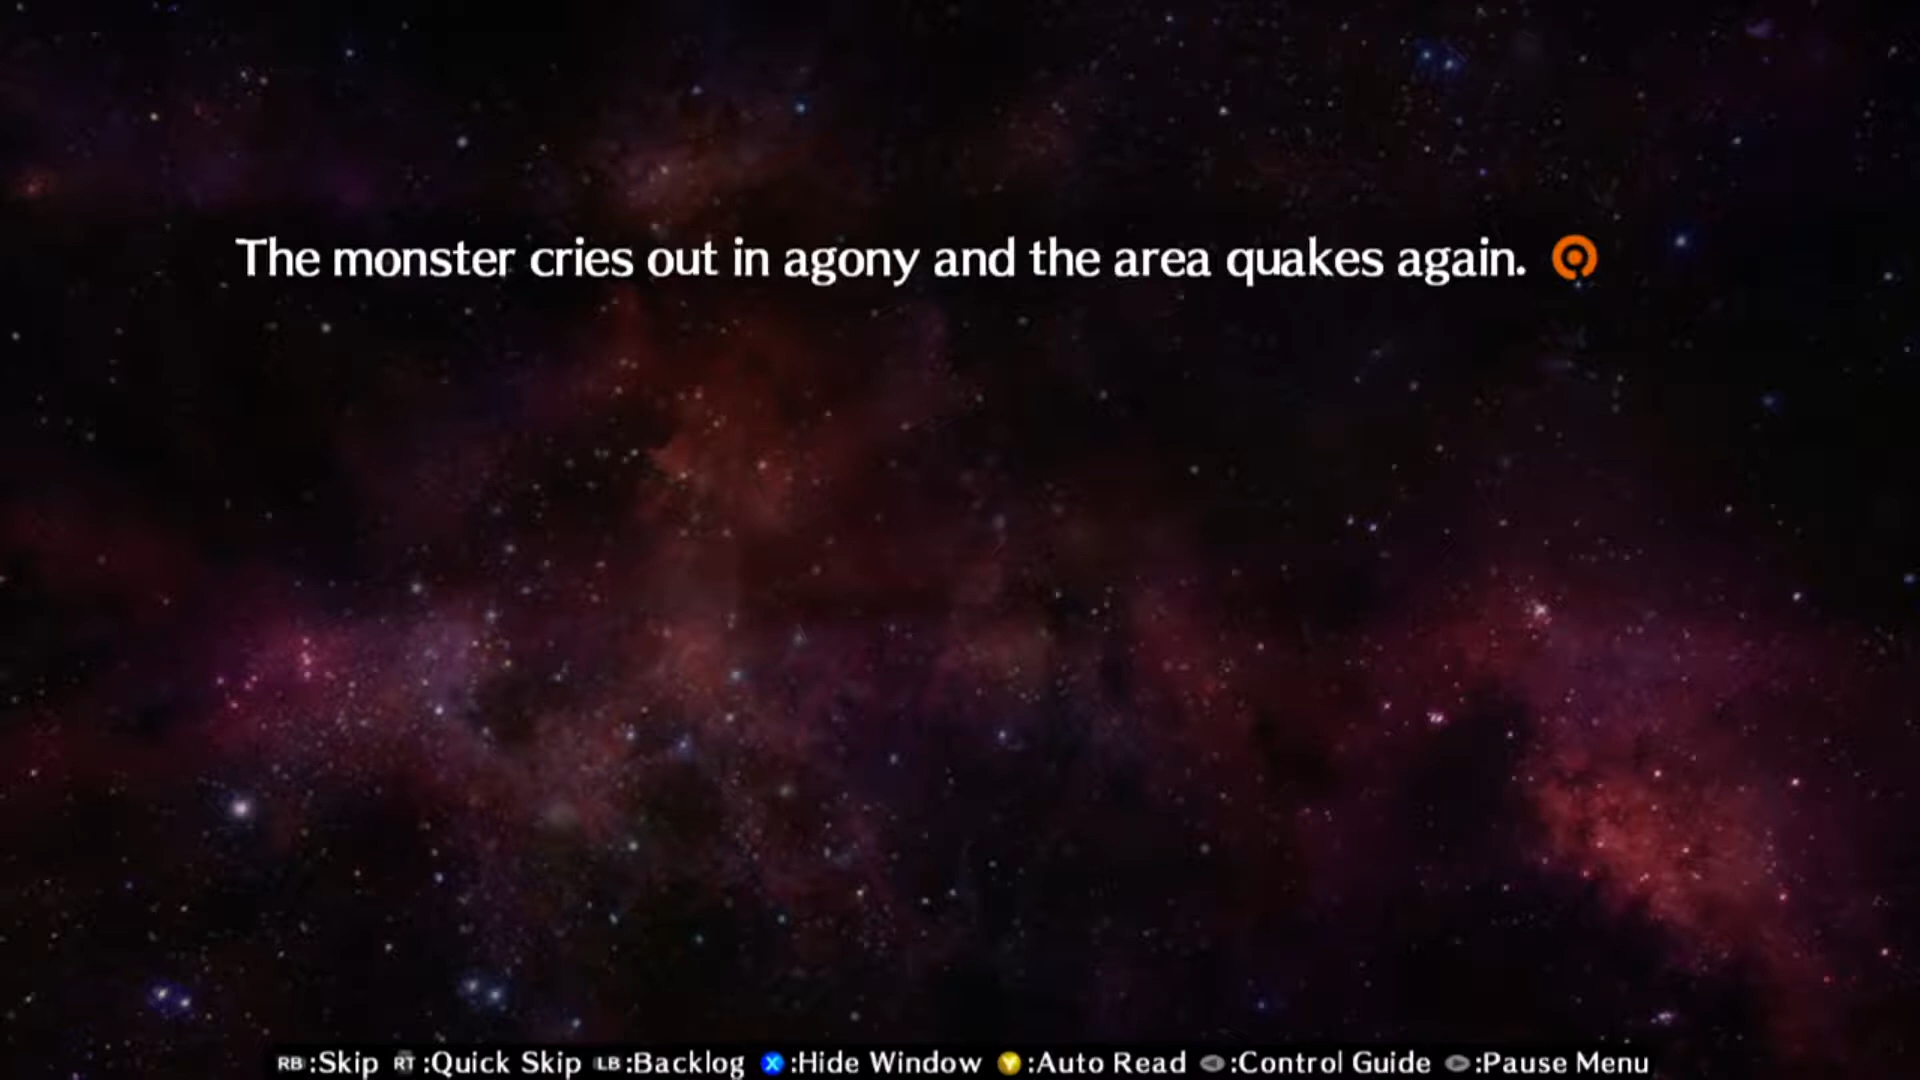 The monster cries out in agony and the area quakes again.
RB:Skip RT:Quick Skip LB:Backlog X:Hide Window Y:Auto Read :Control Guide :Pause Menu